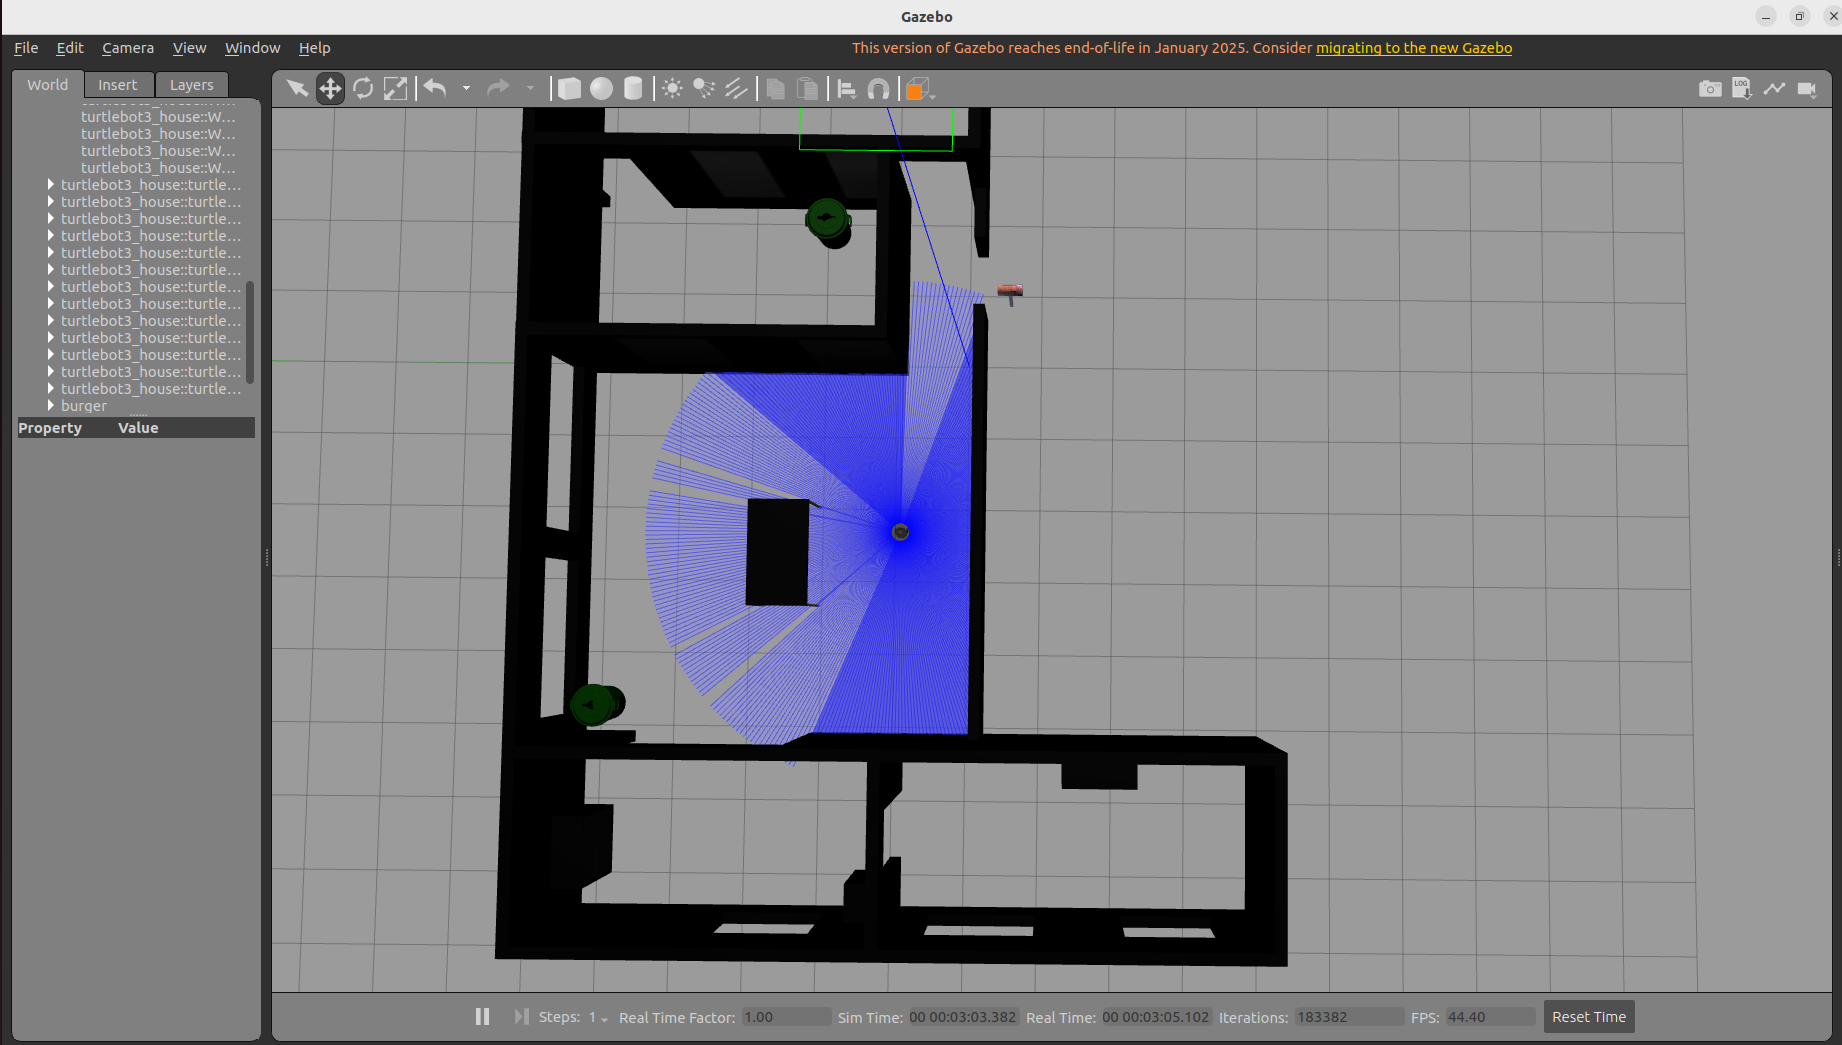 Gazebo
File Edit Camera View Window Help
This version of Gazebo reaches end-of-life in January 2025. Consider migrating to the new Gazebo
World Insert Layers
LOG
turtlebot3_house::W...
turtlebot3_house::W...
turtlebot3_house::W...
turtlebot3_house::W...
turtlebot3_house::turtle...
turtlebot3_house::turtle...
turtlebot3_house::turtle...
turtlebot3_house::turtle...
turtlebot3_house::turtle...
turtlebot3_house::turtle...
turtlebot3_house::turtle...
turtlebot3_house::turtle...
turtlebot3_house::turtle...
turtlebot3_house::turtle...
turtlebot3_house::turtle...
turtlebot3_house::turtle...
turtlebot3_house::turtle...
burger
Property Value
Steps: 1 Real Time Factor: 1.00 Sim Time: 00 00:03:03.382 Real Time: 00 00:03:05.102 Iterations: 183382 FPS: 44.40 Reset Time